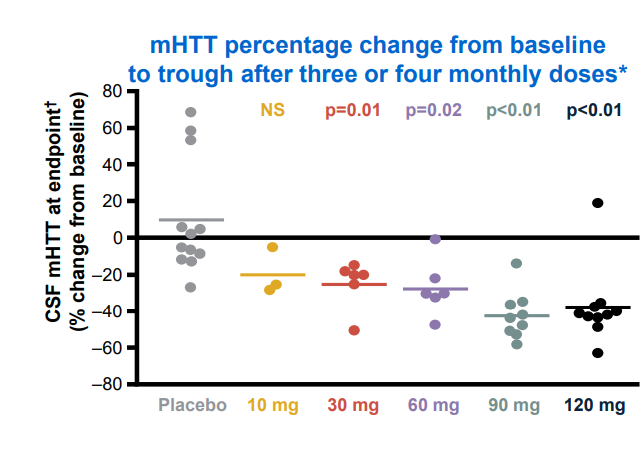 mHTT percentage change from baseline
to trough after three or four monthly doses*
CSF mHTT at endpoint†
(% change from baseline)
80
60
40
20
0
–20
–40
–60
–80
NS p=0.01 p=0.02 p<0.01 p<0.01
Placebo 10 mg 30 mg 60 mg 90 mg 120 mg